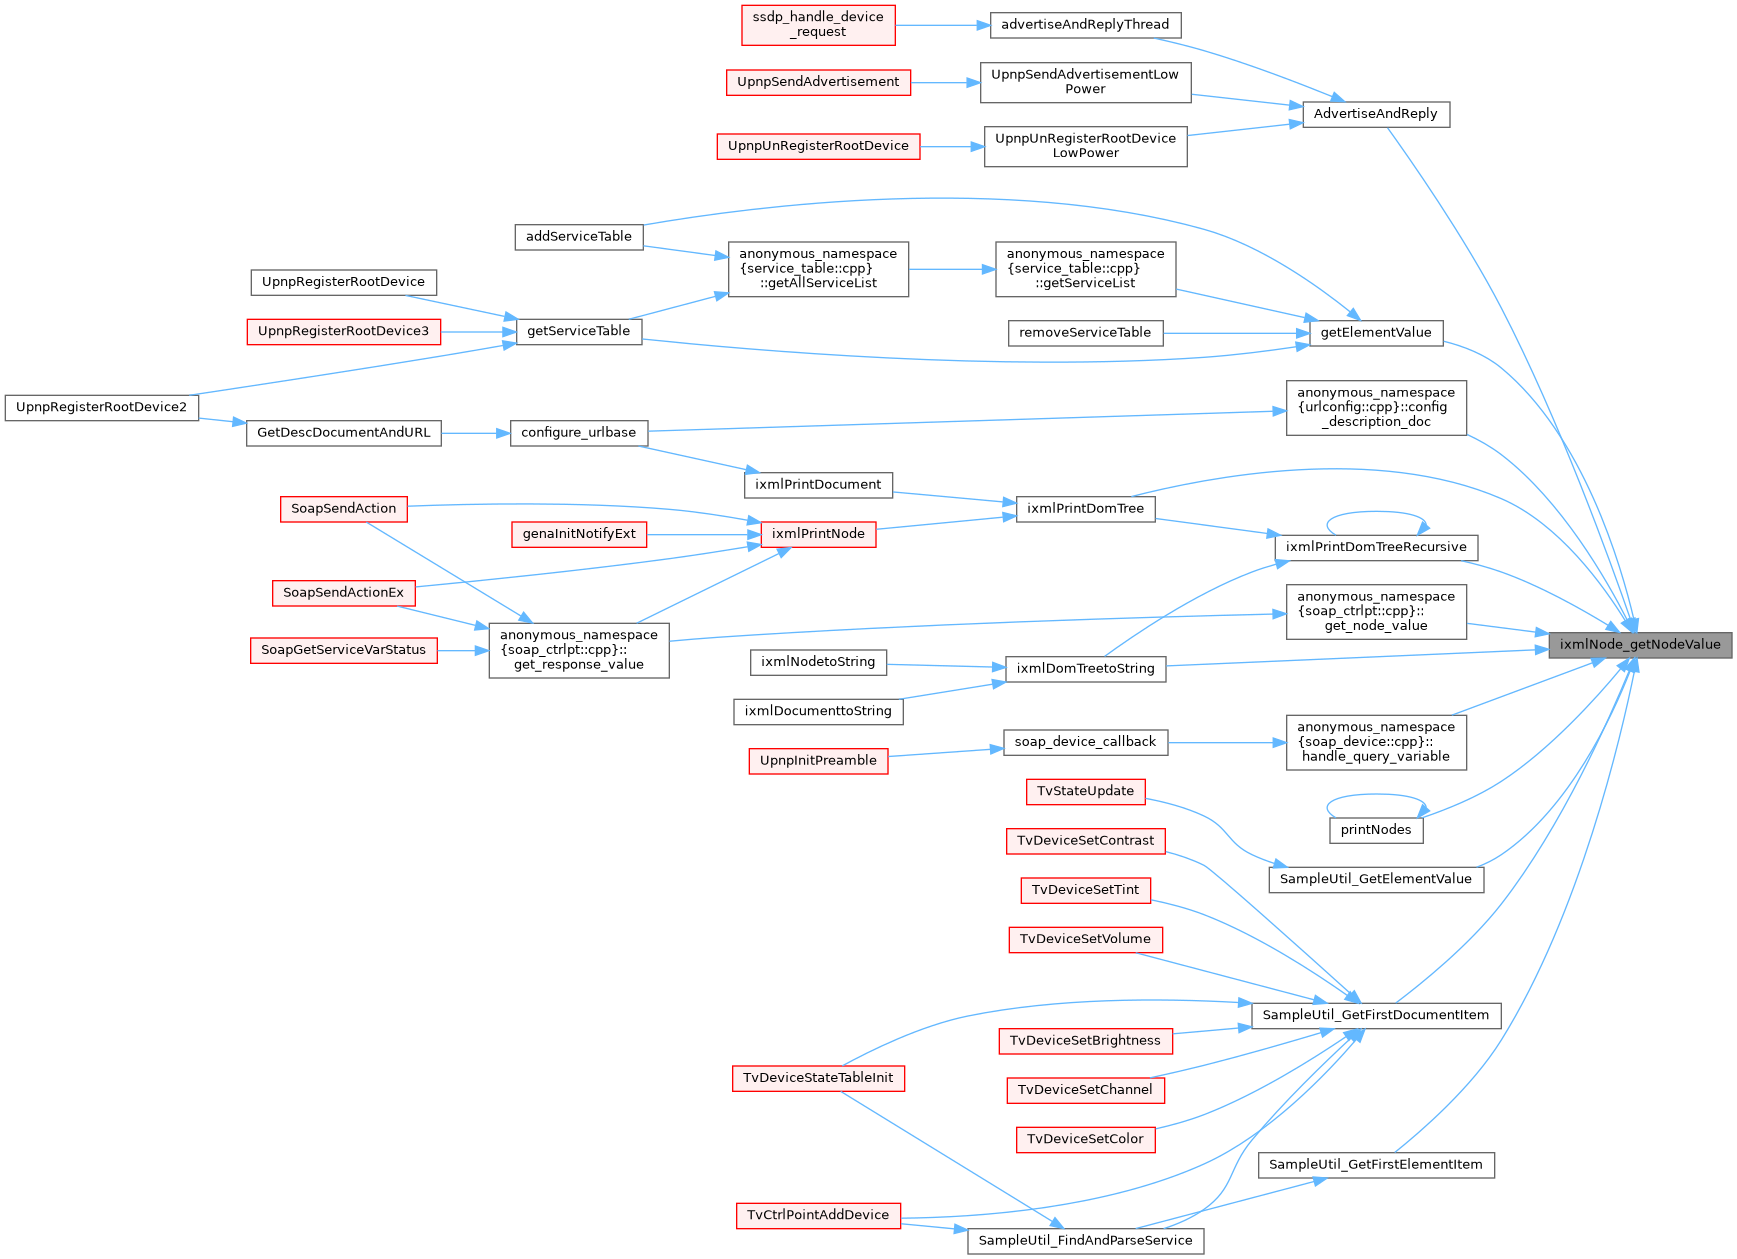 ssdp_handle_device
_request
advertiseAndReplyThread
UpnpSendAdvertisement
UpnpSendAdvertisementLow
Power
AdvertiseAndReply
UpnpUnRegisterRootDevice
UpnpUnRegisterRootDevice
LowPower
addServiceTable
anonymous_namespace
{service_table::cpp}
::getAllServiceList
anonymous_namespace
{service_table::cpp}
::getServiceList
UpnpRegisterRootDevice
UpnpRegisterRootDevice3
getServiceTable
removeServiceTable
getElementValue
UpnpRegisterRootDevice2
GetDescDocumentAndURL
configure_urlbase
anonymous_namespace
{urlconfig::cpp}::config
_description_doc
ixmlPrintDocument
SoapSendAction
genaInitNotifyExt
ixmlPrintNode
ixmlPrintDomTree
ixmlPrintDomTreeRecursive
SoapSendActionEx
anonymous_namespace
{soap_ctrlpt::cpp}::
get_node_value
SoapGetServiceVarStatus
anonymous_namespace
{soap_ctrlpt::cpp}::
get_response_value
ixmlNode_getNodeValue
ixmlNodetoString
ixmlDomTreetoString
ixmlDocumenttoString
UpnpInitPreamble
soap_device_callback
anonymous_namespace
{soap_device::cpp}::
handle_query_variable
TvStateUpdate
printNodes
TvDeviceSetContrast
SampleUtil_GetElementValue
TvDeviceSetTint
TvDeviceSetVolume
SampleUtil_GetFirstDocumentItem
TvDeviceSetBrightness
TvDeviceStateTableInit
TvDeviceSetChannel
TvDeviceSetColor
SampleUtil_GetFirstElementItem
TvCtrlPointAddDevice
SampleUtil_FindAndParseService